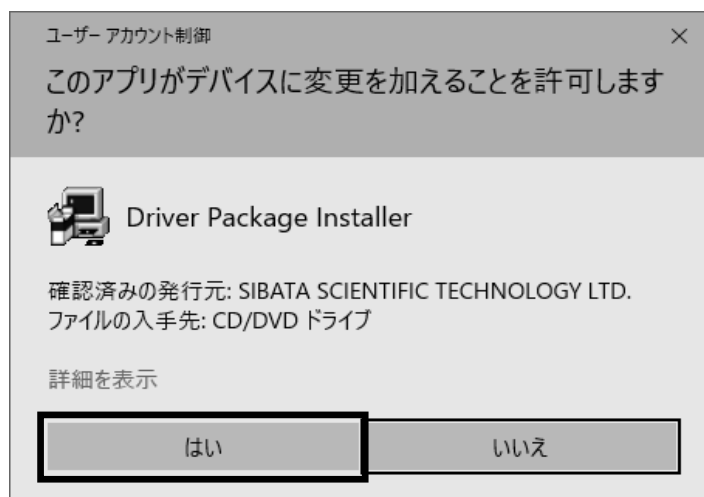 ユーザー アカウント制御
このアプリがデバイスに変更を加えることを許可します
か?
Driver Package Installer
確認済みの発行元: SIBATA SCIENTIFIC TECHNOLOGY LTD.
ファイルの入手先: CD/DVD ドライブ
詳細を表示
はい
いいえ